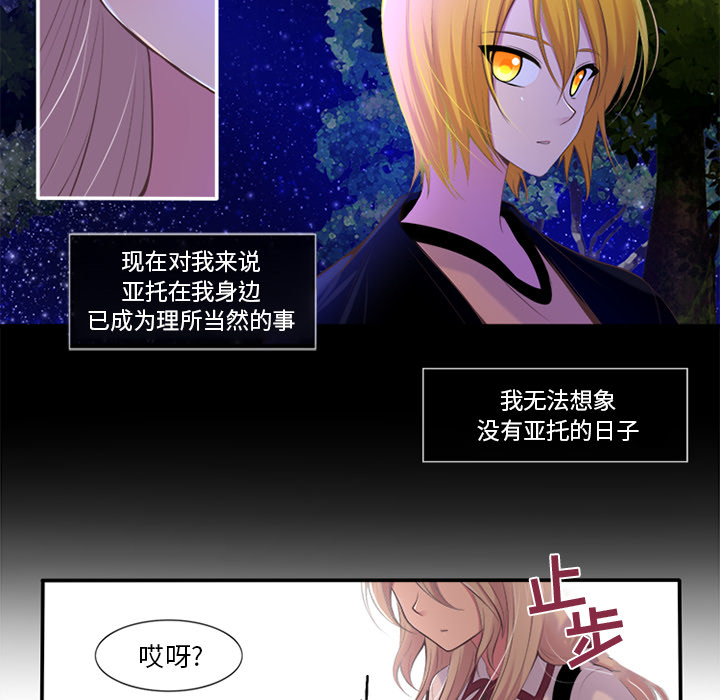 现在对我来说
亚托在我身边
已成为理所当然的事
我无法想象
没有亚托的日子
止步
哎呀?